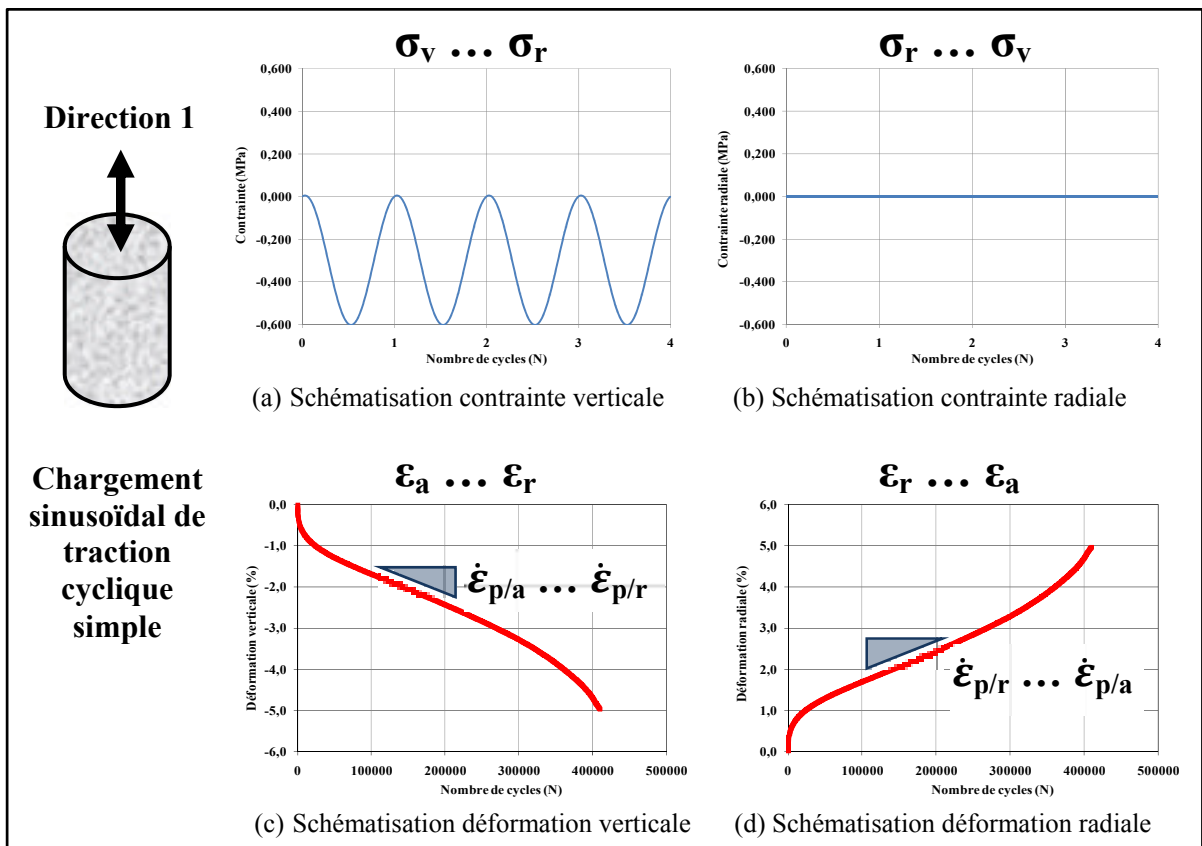 Direction 1
Chargement
sinusoïdal de
traction
cyclique
simple
σv … σr
0,600
0,400
0,200
0,000
-0,200
-0,400
-0,600
Contrainte (MPa)
0 1 2 3 4
Nombre de cycles (N)
(a) Schématisation contrainte verticale
σr … σv
0,600
0,400
0,200
0,000
-0,200
-0,400
-0,600
Contrainte radiale (MPa)
0 1 2 3 4
Nombre de cycles (N)
(b) Schématisation contrainte radiale
εa … εr
0,0
-1,0
-2,0
-3,0
-4,0
-5,0
-6,0
Déformation verticale (%)
ε̇p/a … ε̇p/r
0 100000 200000 300000 400000 500000
Nombre de cycles (N)
(c) Schématisation déformation verticale
εr … εa
6,0
5,0
4,0
3,0
2,0
1,0
0,0
Déformation radiale (%)
ε̇p/r … ε̇p/a
0 100000 200000 300000 400000 500000
Nombre de cycles (N)
(d) Schématisation déformation radiale